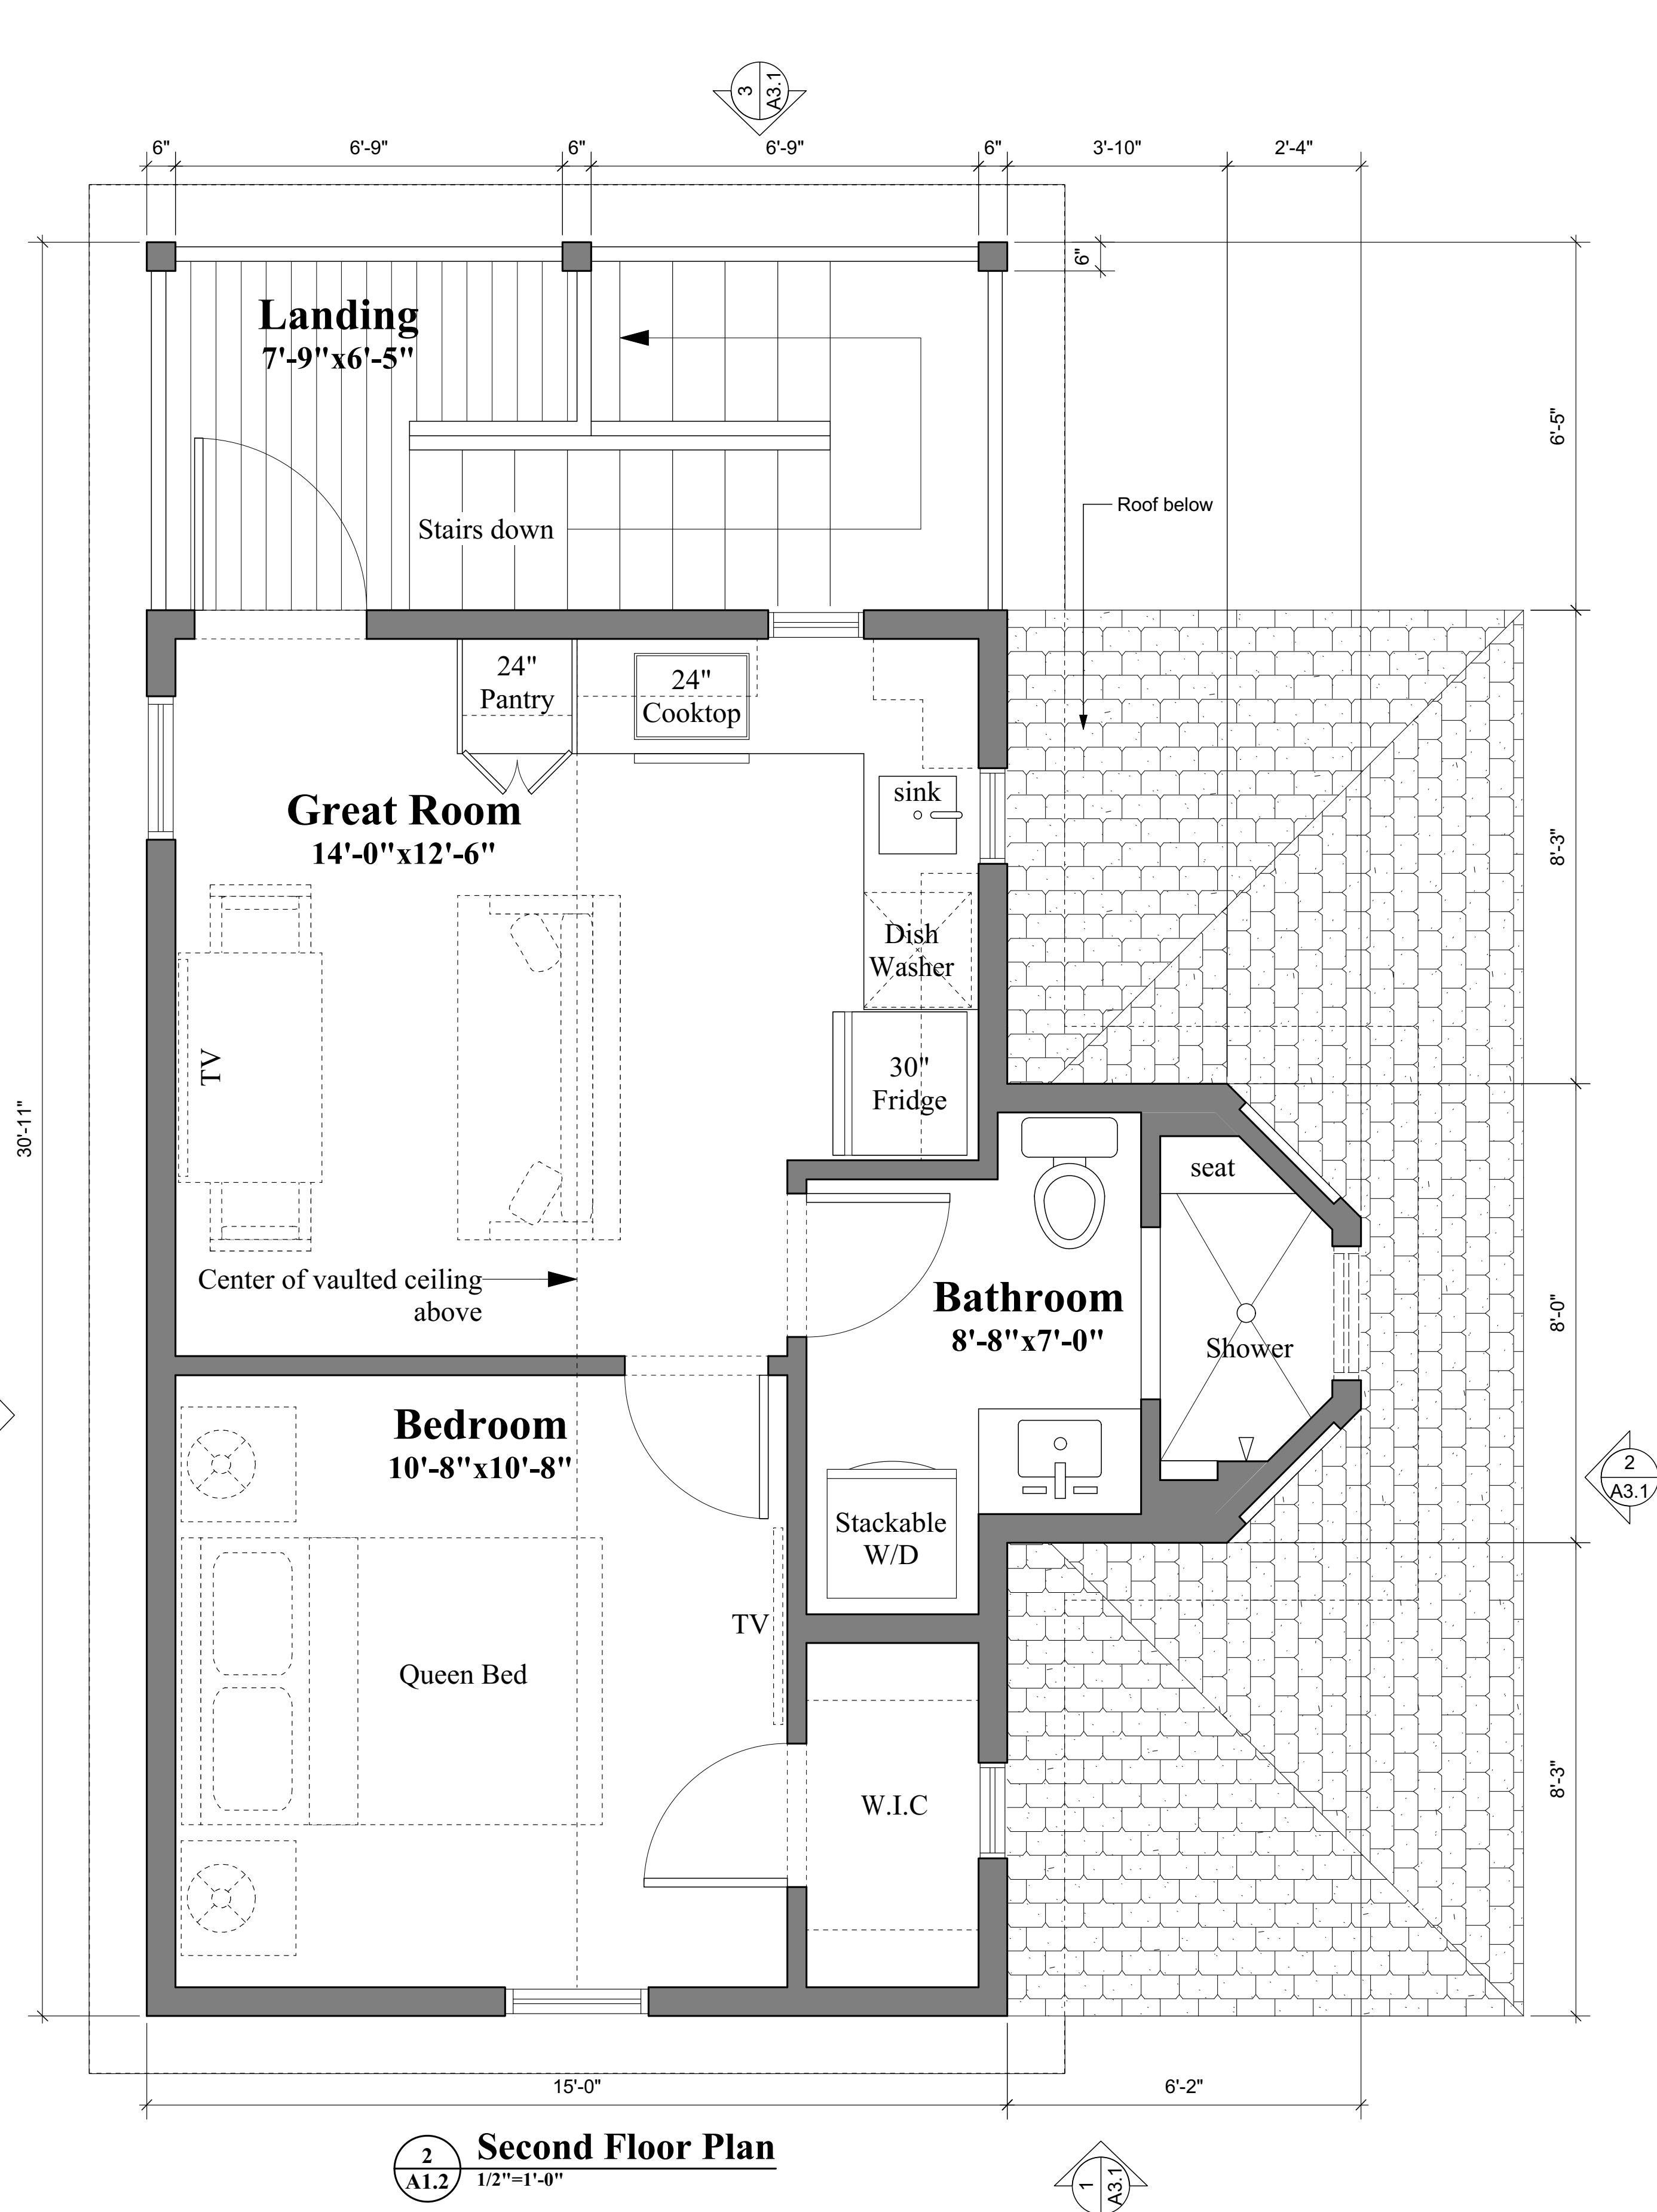 3
A3.1
6"
6'-9"
6"
6'-9"
6"
3'-10"
2'-4"
6"
Landing
7'-9"x6'-5"
6'-5"
Roof below
Stairs down
24"
Pantry
24"
Cooktop
sink
Great Room
14'-0"x12'-6"
8'-3"
Dish
Washer
TV
30"
Fridge
30'-11"
seat
Center of vaulted ceiling
above
Bathroom
8'-8"x7'-0"
8'-0"
Shower
Bedroom
10'-8"x10'-8"
2
A3.1
Stackable
W/D
TV
Queen Bed
W.I.C
8'-3"
15'-0"
6'-2"
2
A1.2
Second Floor Plan
1/2"=1'-0"
1
A3.1